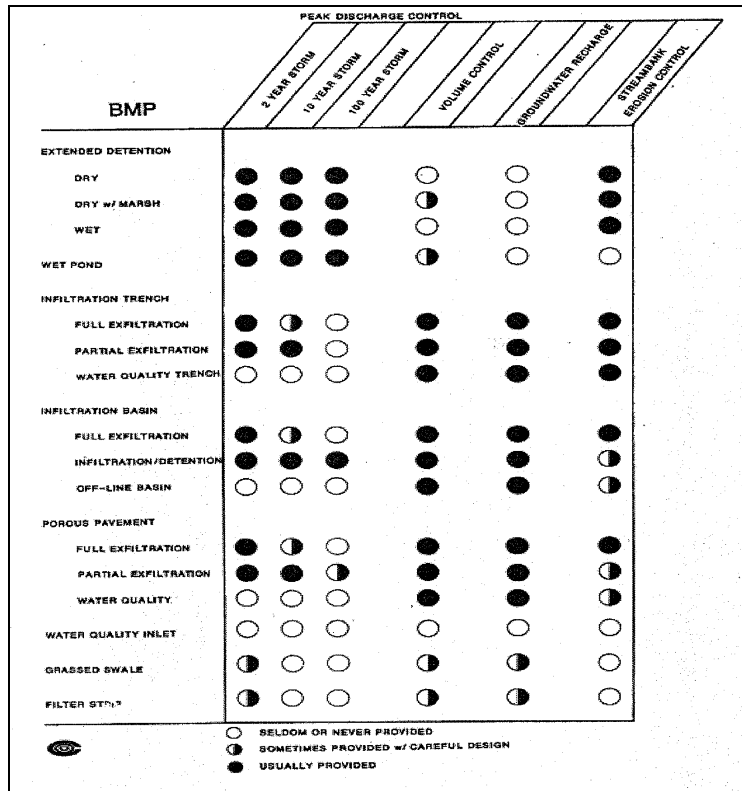 PEAK DISCHARGE CONTROL
2 YEAR STORM
10 YEAR STORM
100 YEAR STORM
VOLUME CONTROL
GROUNDWATER RECHARGE
STREAMBANK
EROSION CONTROL
BMP
EXTENDED DETENTION
DRY
DRY w/ MARSH
WET
WET POND
INFILTRATION TRENCH
FULL EXFILTRATION
PARTIAL EXFILTRATION
WATER QUALITY TRENCH
INFILTRATION BASIN
FULL EXFILTRATION
INFILTRATION/DETENTION
OFF-LINE BASIN
POROUS PAVEMENT
FULL EXFILTRATION
PARTIAL EXFILTRATION
WATER QUALITY
WATER QUALITY INLET
GRASSED SWALE
FILTER
SELDOM OR NEVER PROVIDED
SOMETIMES PROVIDED w/ CAREFUL DESIGN
USUALLY PROVIDED